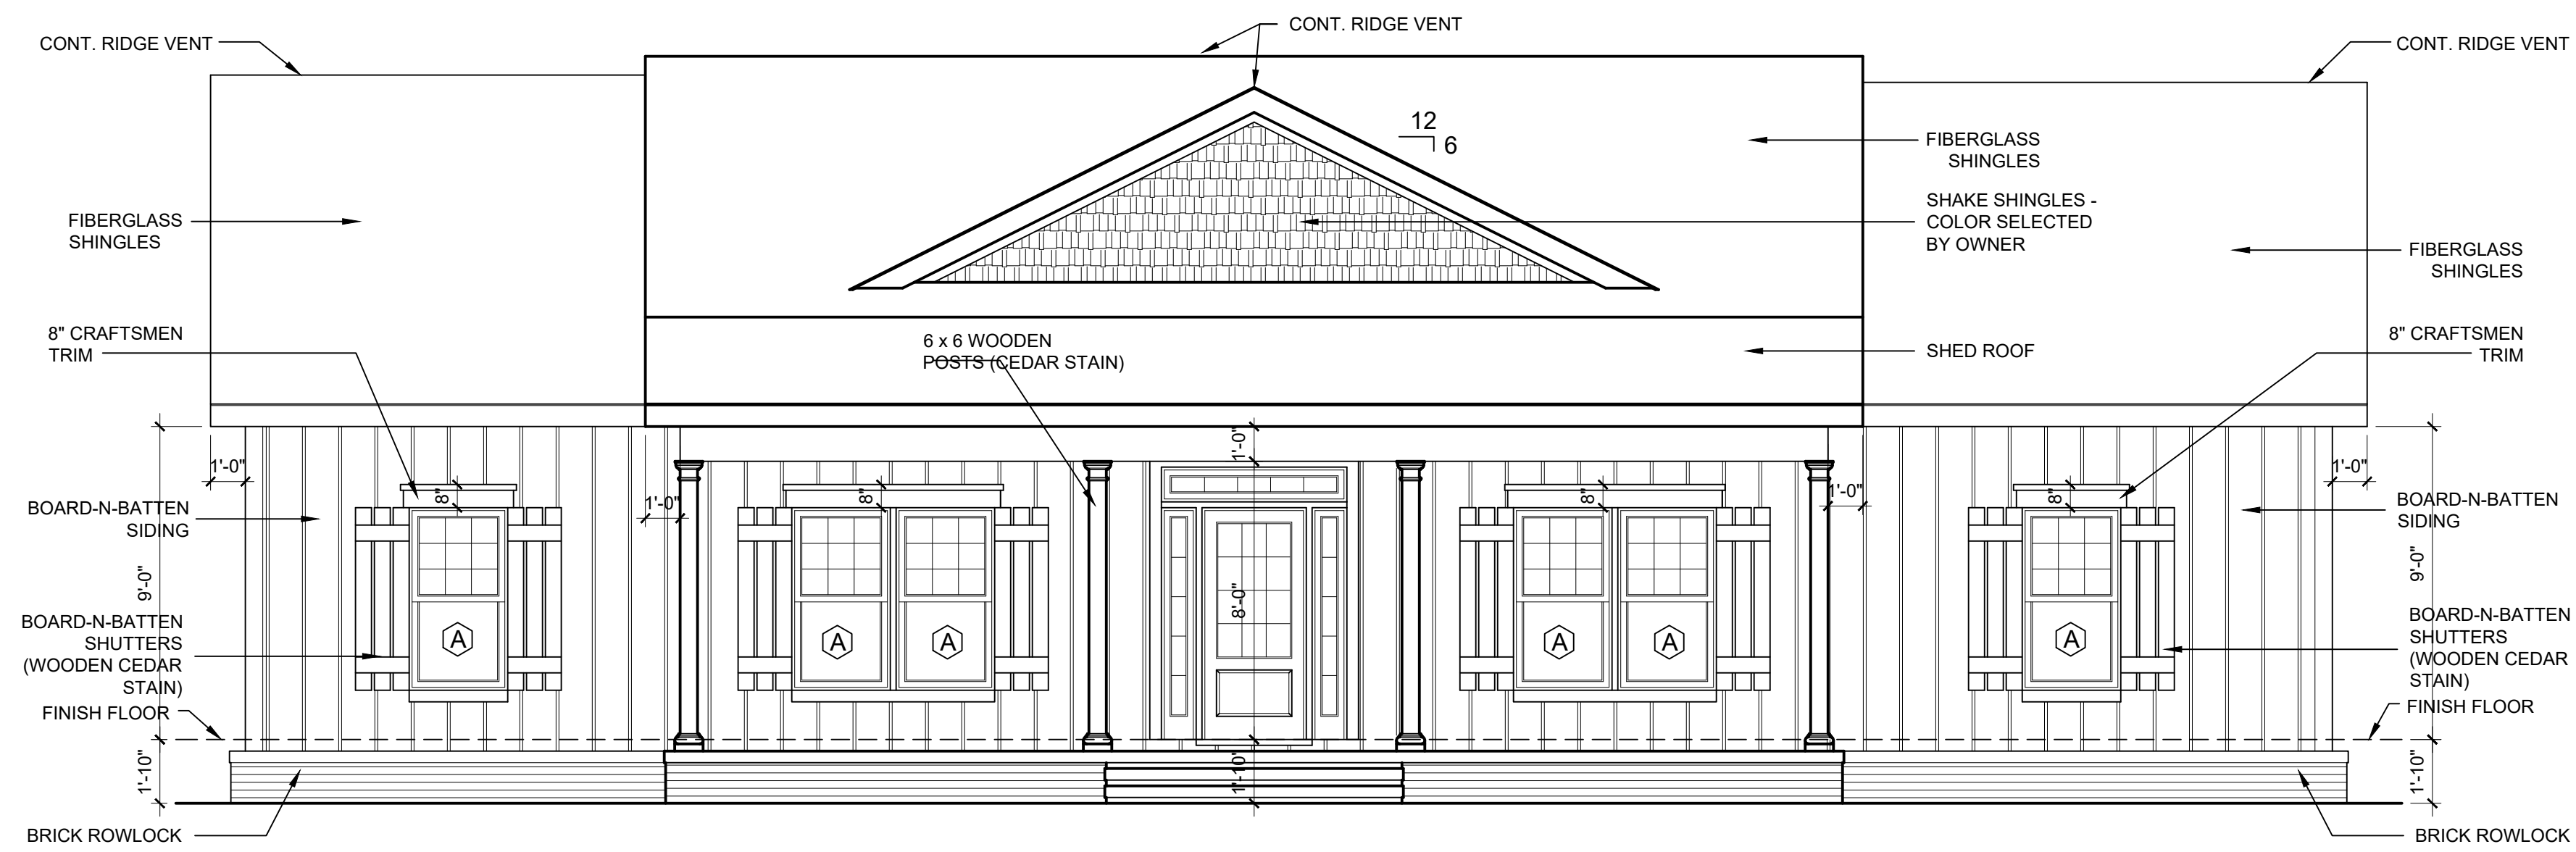 CONT. RIDGE VENT
CONT. RIDGE VENT
CONT. RIDGE VENT
12
6
FIBERGLASS
SHINGLES
SHAKE SHINGLES -
COLOR SELECTED
BY OWNER
FIBERGLASS
SHINGLES
FIBERGLASS
SHINGLES
8" CRAFTSMEN
TRIM
6 x 6 WOODEN
POSTS (CEDAR STAIN)
SHED ROOF
8" CRAFTSMEN
TRIM
1'-0"
1'-0"
1'-0"
1'-0"
1'-0"
8"
8"
8"
8"
BOARD-N-BATTEN
SIDING
BOARD-N-BATTEN
SIDING
9'-0"
8'-0"
9'-0"
BOARD-N-BATTEN
SHUTTERS
(WOODEN CEDAR
STAIN)
A
A
A
A
A
A
BOARD-N-BATTEN
SHUTTERS
(WOODEN CEDAR
STAIN)
FINISH FLOOR
FINISH FLOOR
1'-10"
1'-10"
1'-10"
BRICK ROWLOCK
BRICK ROWLOCK